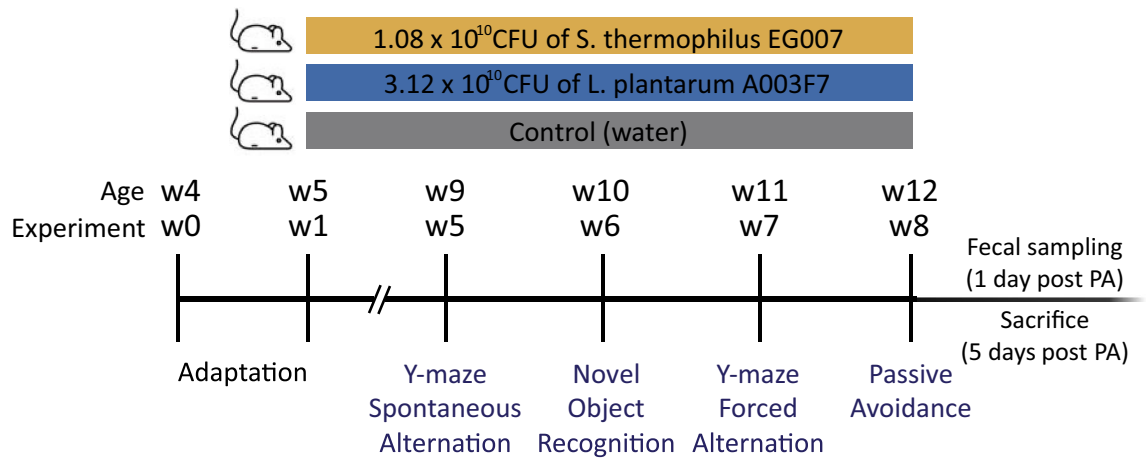 1.08 x 10¹⁰CFU of S. thermophilus EG007
3.12 x 10¹⁰CFU of L. plantarum A003F7
Control (water)
Age w4 w5 w9 w10 w11 w12
Experiment w0 w1 w5 w6 w7 w8
Fecal sampling
(1 day post PA)
Sacrifice
(5 days post PA)
Adaptation
Y-maze
Spontaneous
Alternation
Novel
Object
Recognition
Y-maze
Forced
Alternation
Passive
Avoidance